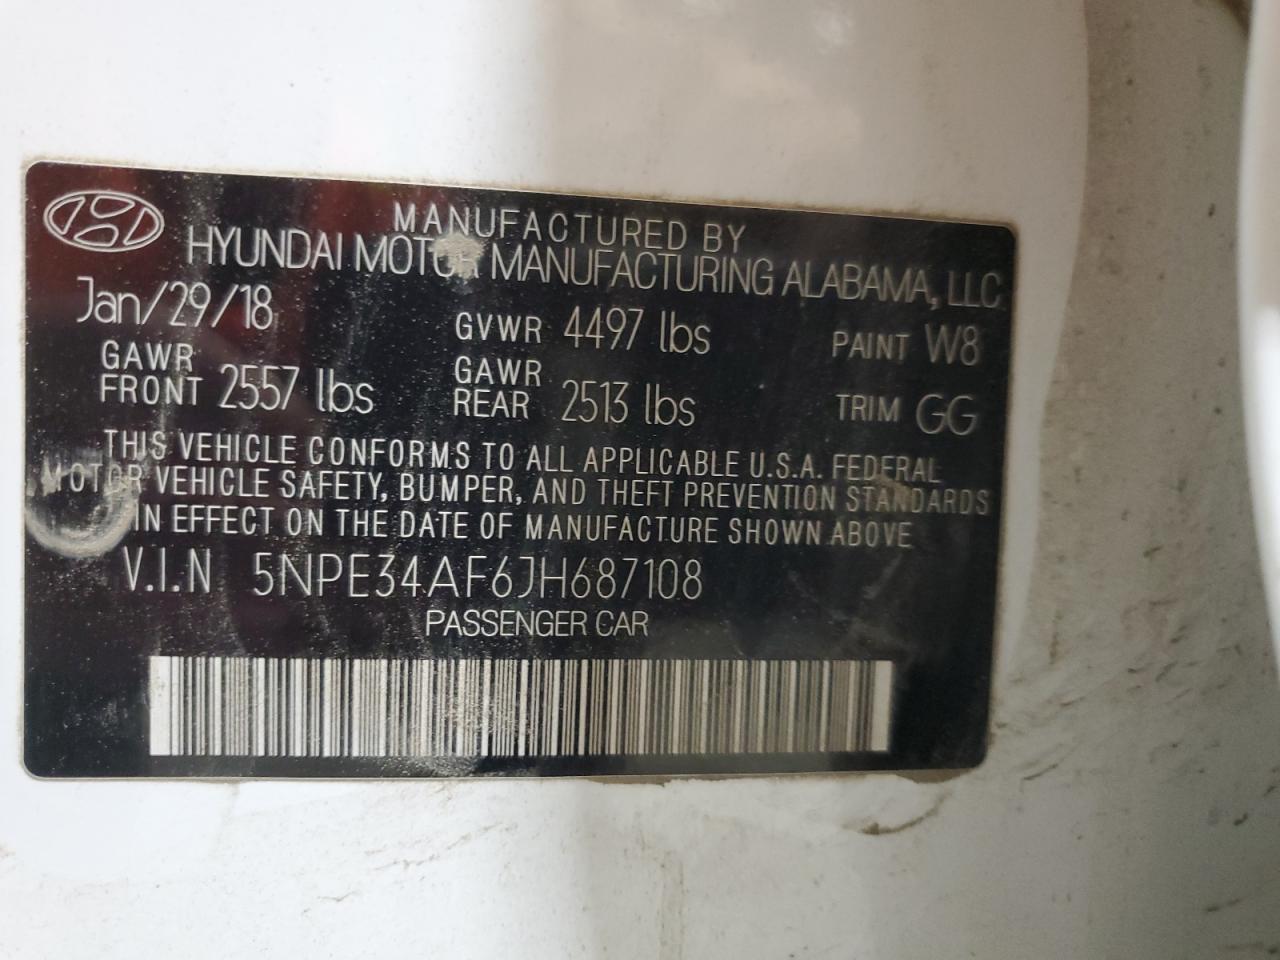 MANUFACTURED BY
HYUNDAI MOTOR MANUFACTURING ALABAMA, LLC
Jan/29/18 GVWR 4497 lbs PAINT W8
GAWR FRONT 2557 lbs GAWR REAR 2513 lbs TRIM GG
THIS VEHICLE CONFORMS TO ALL APPLICABLE U.S.A. FEDERAL
MOTOR VEHICLE SAFETY, BUMPER, AND THEFT PREVENTION STANDARDS
IN EFFECT ON THE DATE OF MANUFACTURE SHOWN ABOVE
V.I.N 5NPE34AF6JH687108
PASSENGER CAR